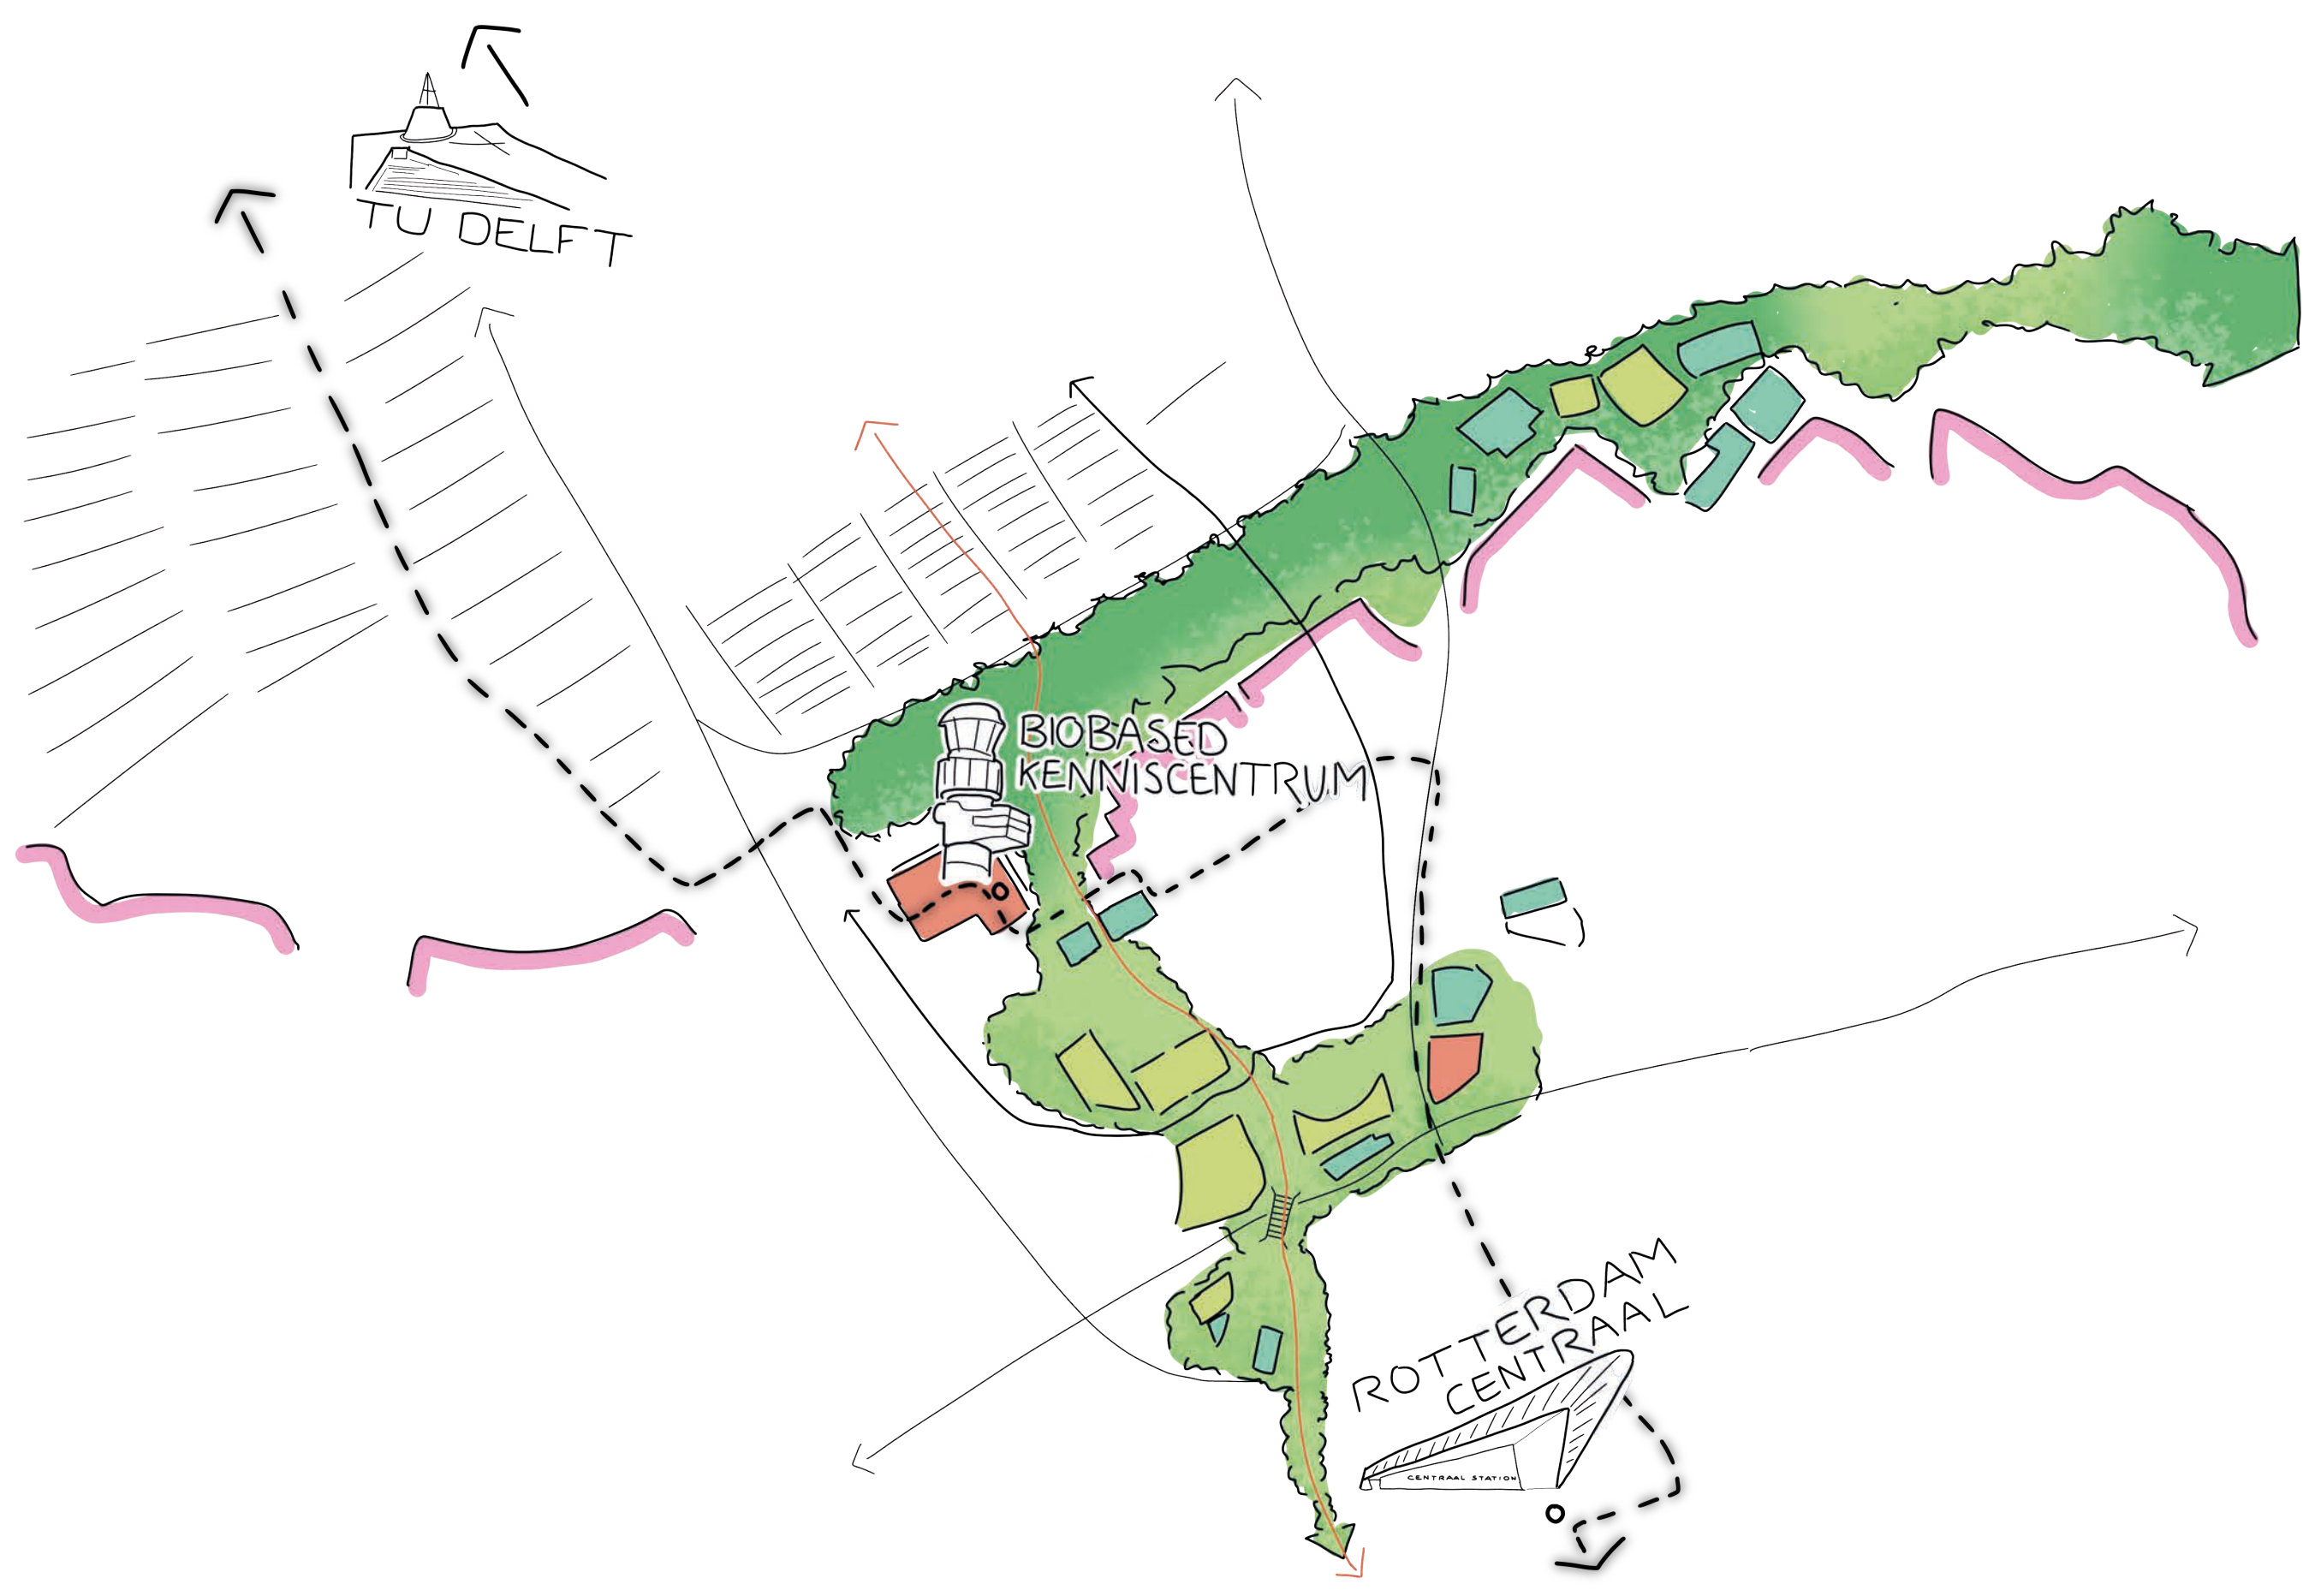 TU DELFT
BIOBASED
KENNISCENTRUM
ROTTERDAM
CENTRAAL
CENTRAAL STATION